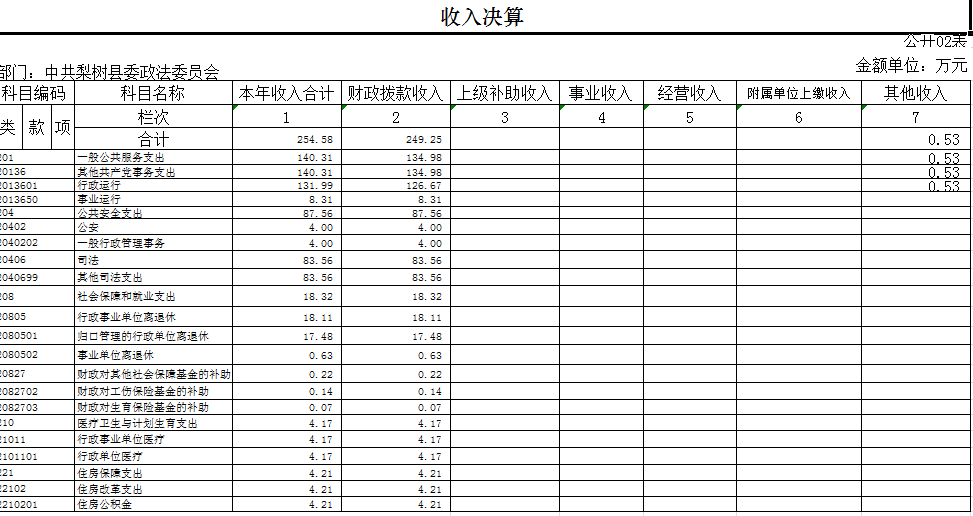 收入决算
公开02表
部门：中共梨树县委政法委员会 金额单位：万元
科目编码 科目名称 本年收入合计 财政拨款收入 上级补助收入 事业收入 经营收入 附属单位上缴收入 其他收入
类 款 项 栏次 1 2 3 4 5 6 7
合计 254.58 249.25 0.53
201 一般公共服务支出 140.31 134.98 0.53
20136 其他共产党事务支出 140.31 134.98 0.53
2013601 行政运行 131.99 126.67 0.53
2013650 事业运行 8.31 8.31
204 公共安全支出 87.56 87.56
20402 公安 4.00 4.00
2040202 一般行政管理事务 4.00 4.00
20406 司法 83.56 83.56
2040699 其他司法支出 83.56 83.56
208 社会保障和就业支出 18.32 18.32
20805 行政事业单位离退休 18.11 18.11
2080501 归口管理的行政单位离退休 17.48 17.48
2080502 事业单位离退休 0.63 0.63
20827 财政对其他社会保障基金的补助 0.22 0.22
2082702 财政对工伤保险基金的补助 0.14 0.14
2082703 财政对生育保险基金的补助 0.07 0.07
210 医疗卫生与计划生育支出 4.17 4.17
21011 行政事业单位医疗 4.17 4.17
2101101 行政单位医疗 4.17 4.17
221 住房保障支出 4.21 4.21
22102 住房改革支出 4.21 4.21
2210201 住房公积金 4.21 4.21